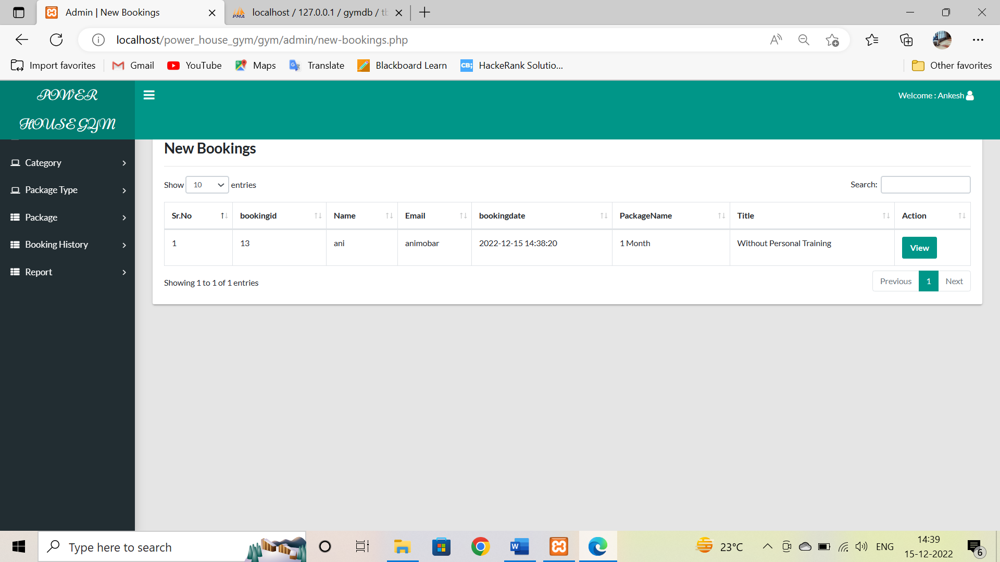 Admin | New Bookings
PMA localhost / 127.0.0.1 / gymdb / tb
localhost/power_house_gym/gym/admin/new-bookings.php
Import favorites Gmail YouTube Maps Translate Blackboard Learn CB; HackeRank Solutio... Other favorites
POWER
HOUSE GYM
Welcome : Ankesh
Category
Package Type
Package
Booking History
Report
New Bookings
Show 10 entries
Search:
Sr.No bookingid Name Email bookingdate PackageName Title Action
1 13 ani animobar 2022-12-15 14:38:20 1 Month Without Personal Training View
Showing 1 to 1 of 1 entries
Previous 1 Next
Type here to search
23°C
ENG
14:39
15-12-2022
6